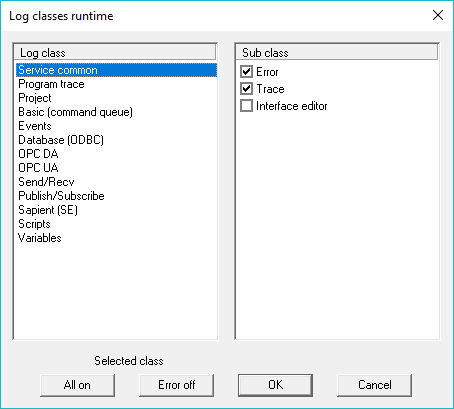 Log classes runtime
Log class
Service common
Program trace
Project
Basic (command queue)
Events
Database (ODBC)
OPC DA
OPC UA
Send/Recv
Publish/Subscribe
Sapient (SE)
Scripts
Variables
Sub class
Error
Trace
Interface editor
Selected class
All on
Error off
OK
Cancel